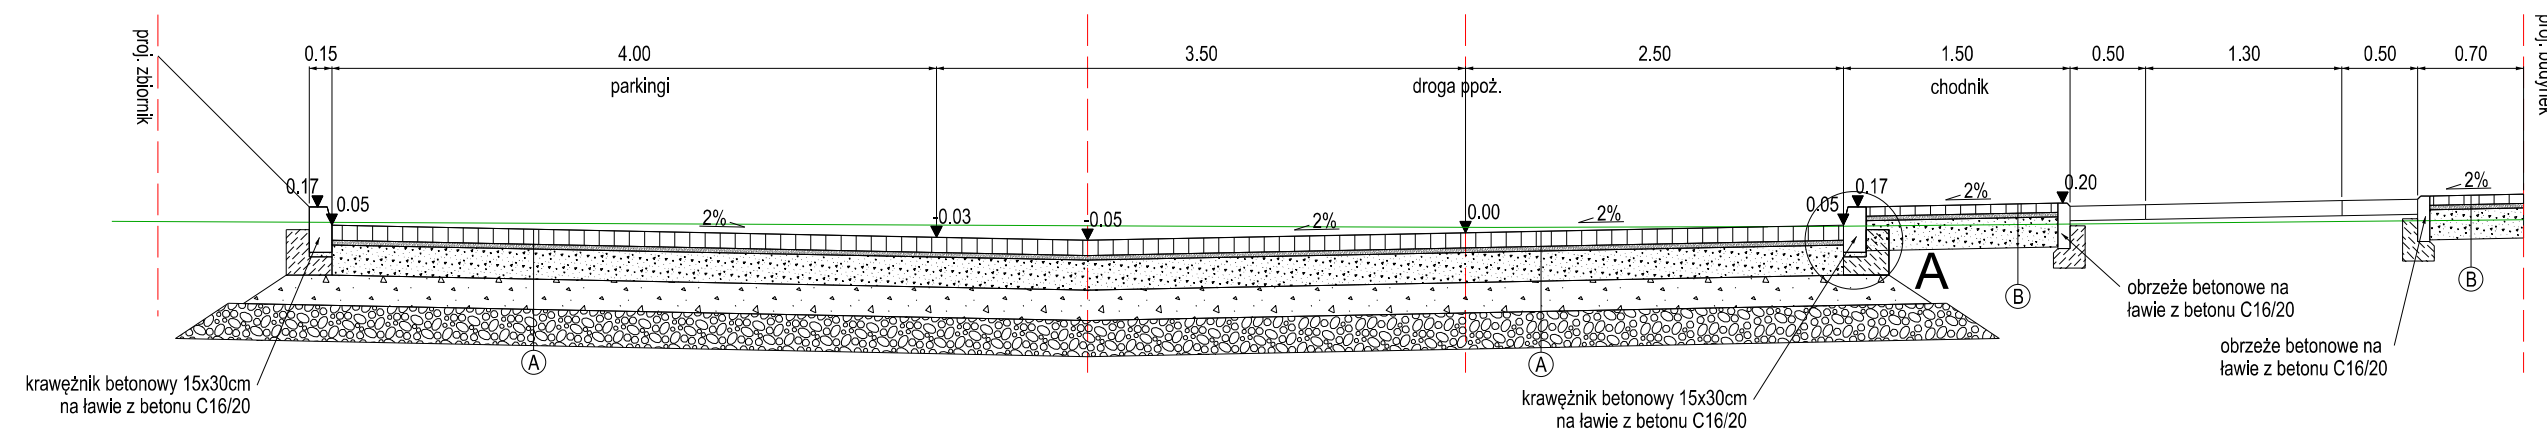 proj. zbiornik
0.15
4.00
3.50
2.50
1.50
0.50
1.30
0.50
0.70
proj. budynek
parkingi
droga ppoż.
chodnik
0.17
0.05
2%
-0.03
-0.05
2%
0.00
2%
0.05
0.17
2%
0.20
2%
A
A
A
B
B
krawężnik betonowy 15x30cm
na ławie z betonu C16/20
krawężnik betonowy 15x30cm
na ławie z betonu C16/20
obrzeże betonowe na
ławie z betonu C16/20
obrzeże betonowe na
ławie z betonu C16/20